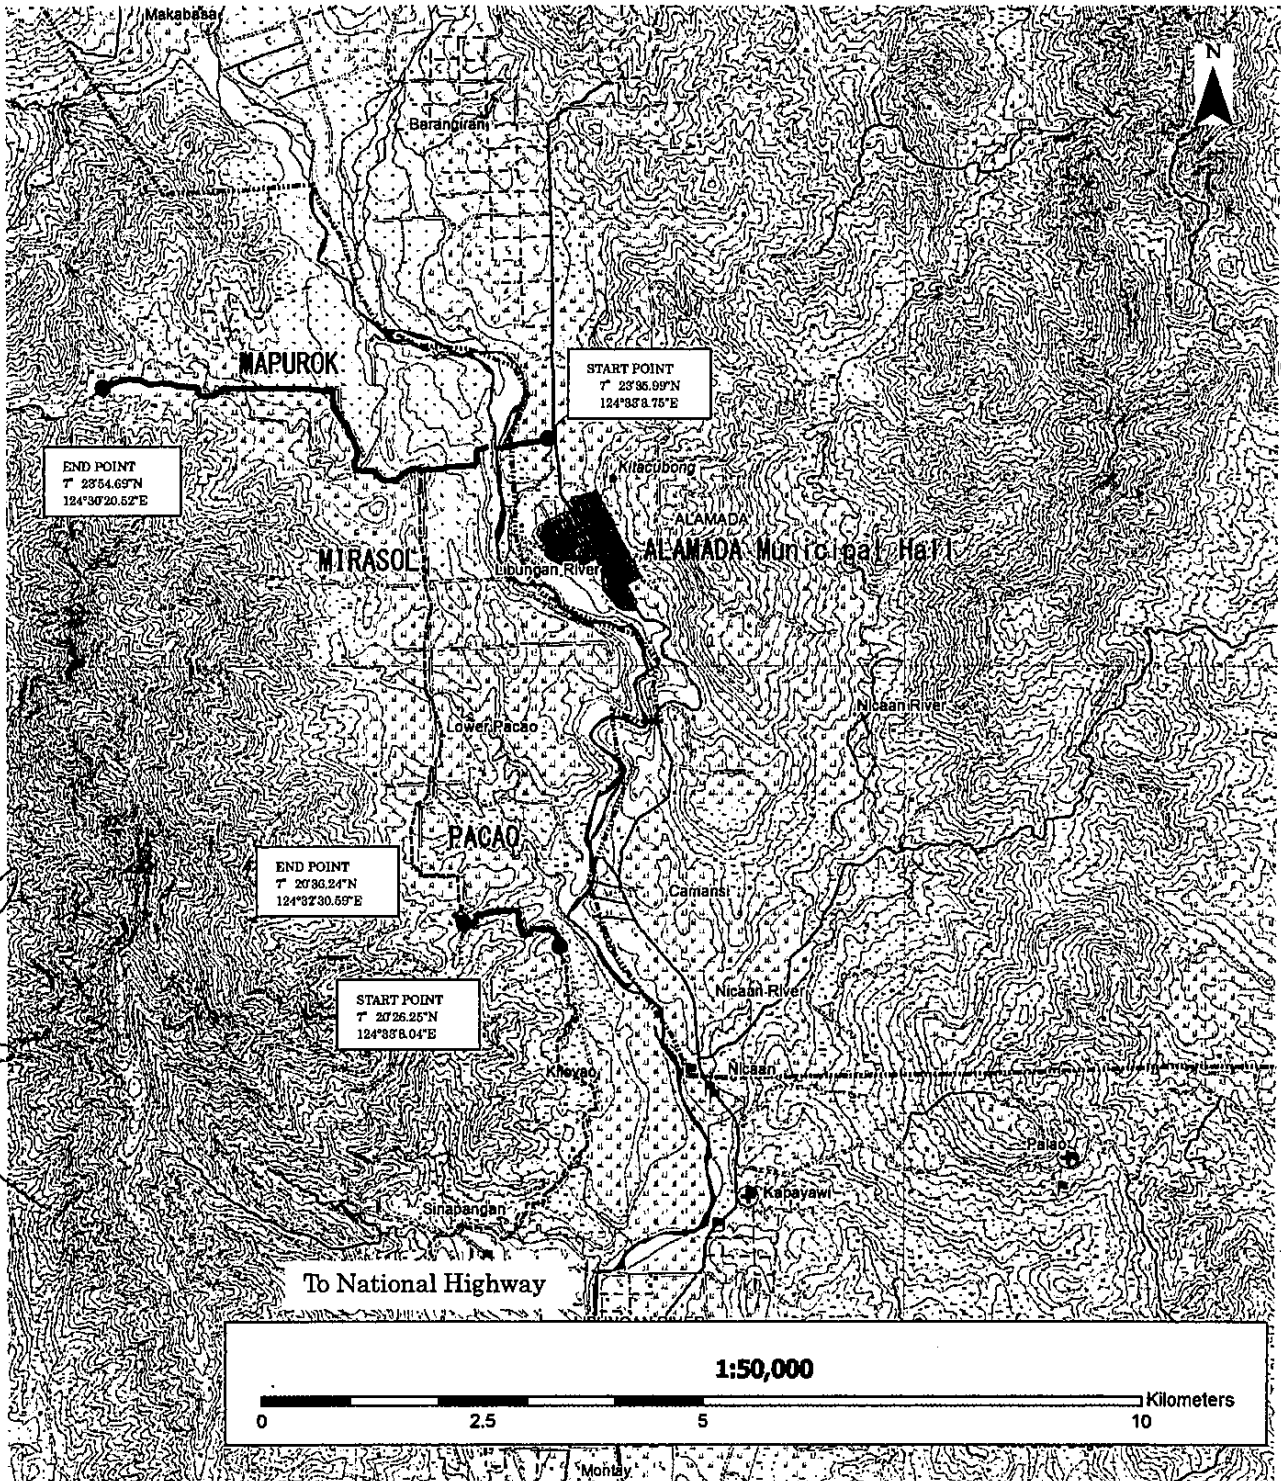 Makabasar
N
Barangiran
MAPUROK
START POINT
7° 23'35.99"N
124°33'3.75"E
END POINT
7° 23'54.69"N
124°30'20.52"E
Kitacubong
ALAMADA
ALAMADA Municipal Hall
MIRASOL
Libungan River
Nicaan River
Lower Pacao
PACAO
END POINT
7° 20'36.24"N
124°32'30.59"E
Camansi
START POINT
7° 20'26.25"N
124°33'8.04"E
Nicaan River
Kiloyao
Nicaan
Palao
Kapayawi
Sinapangan
To National Highway
1:50,000
Kilometers
0 2.5 5 10
Montay